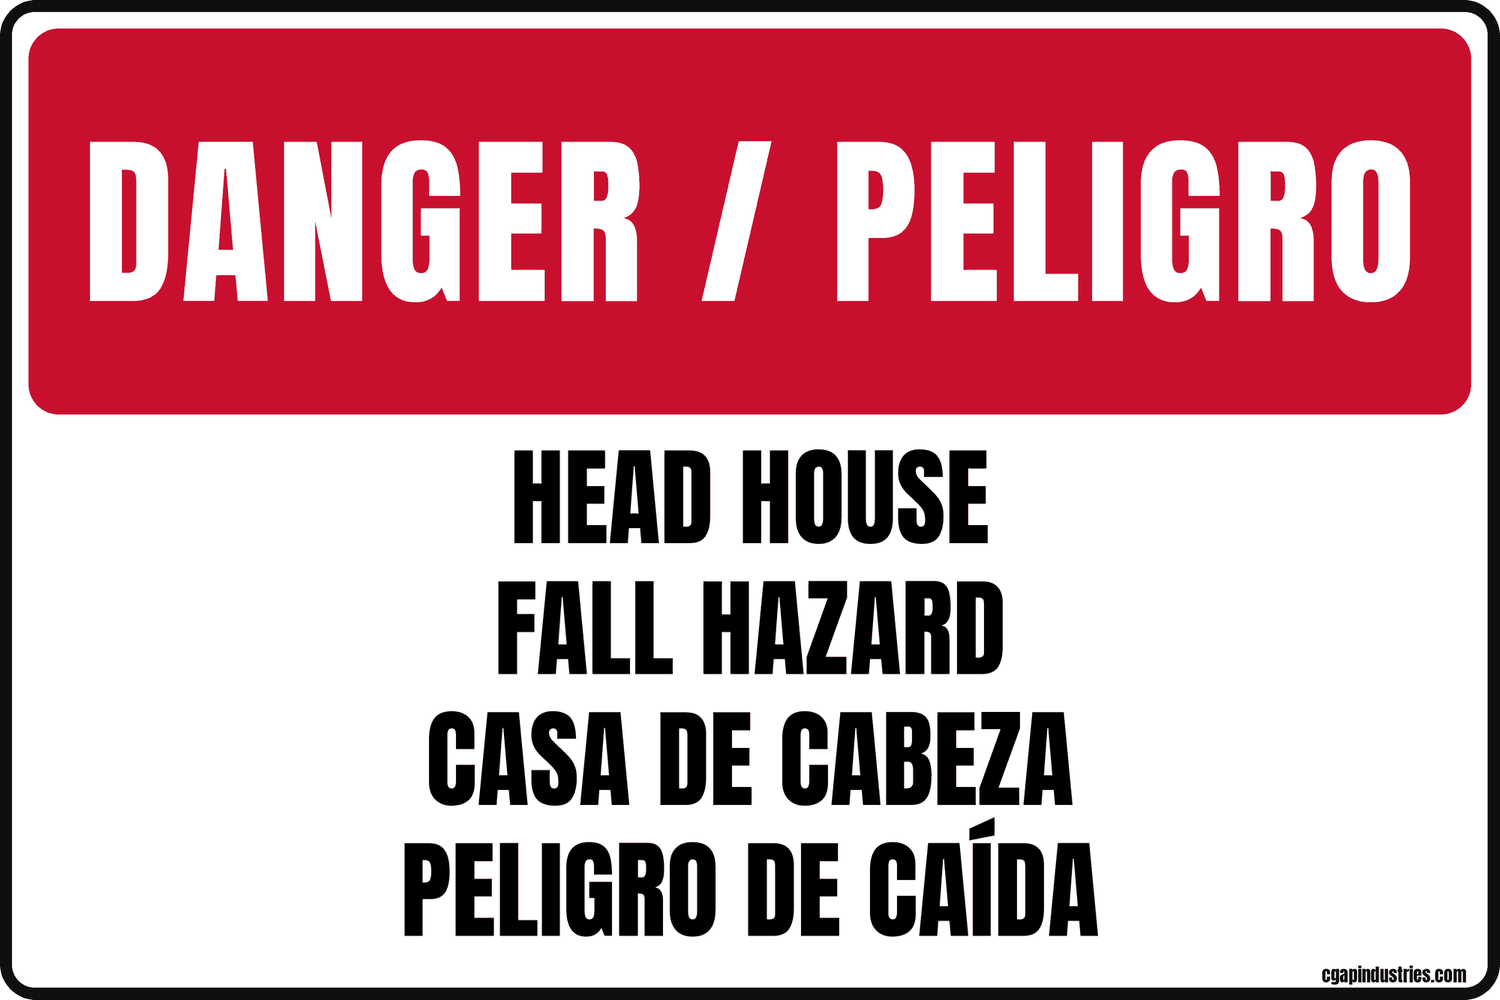 DANGER / PELIGRO
HEAD HOUSE
FALL HAZARD
CASA DE CABEZA
PELIGRO DE CAÍDA
cgapindustries.com